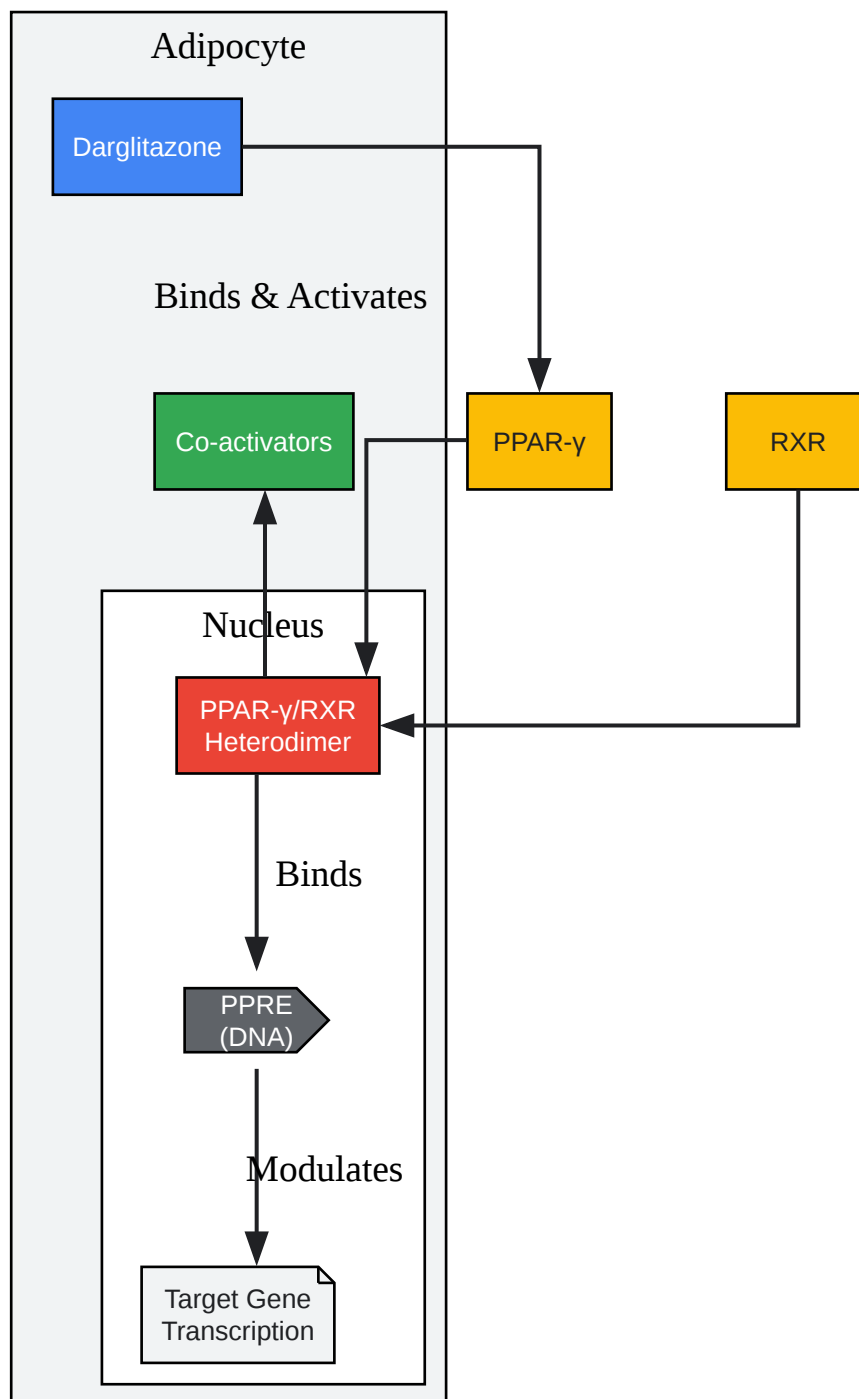 Adipocyte
Darglitazone
Binds & Activates
Co-activators
PPAR-γ
RXR
Nucleus
PPAR-γ/RXR
Heterodimer
Binds
PPRE
(DNA)
Modulates
Target Gene
Transcription